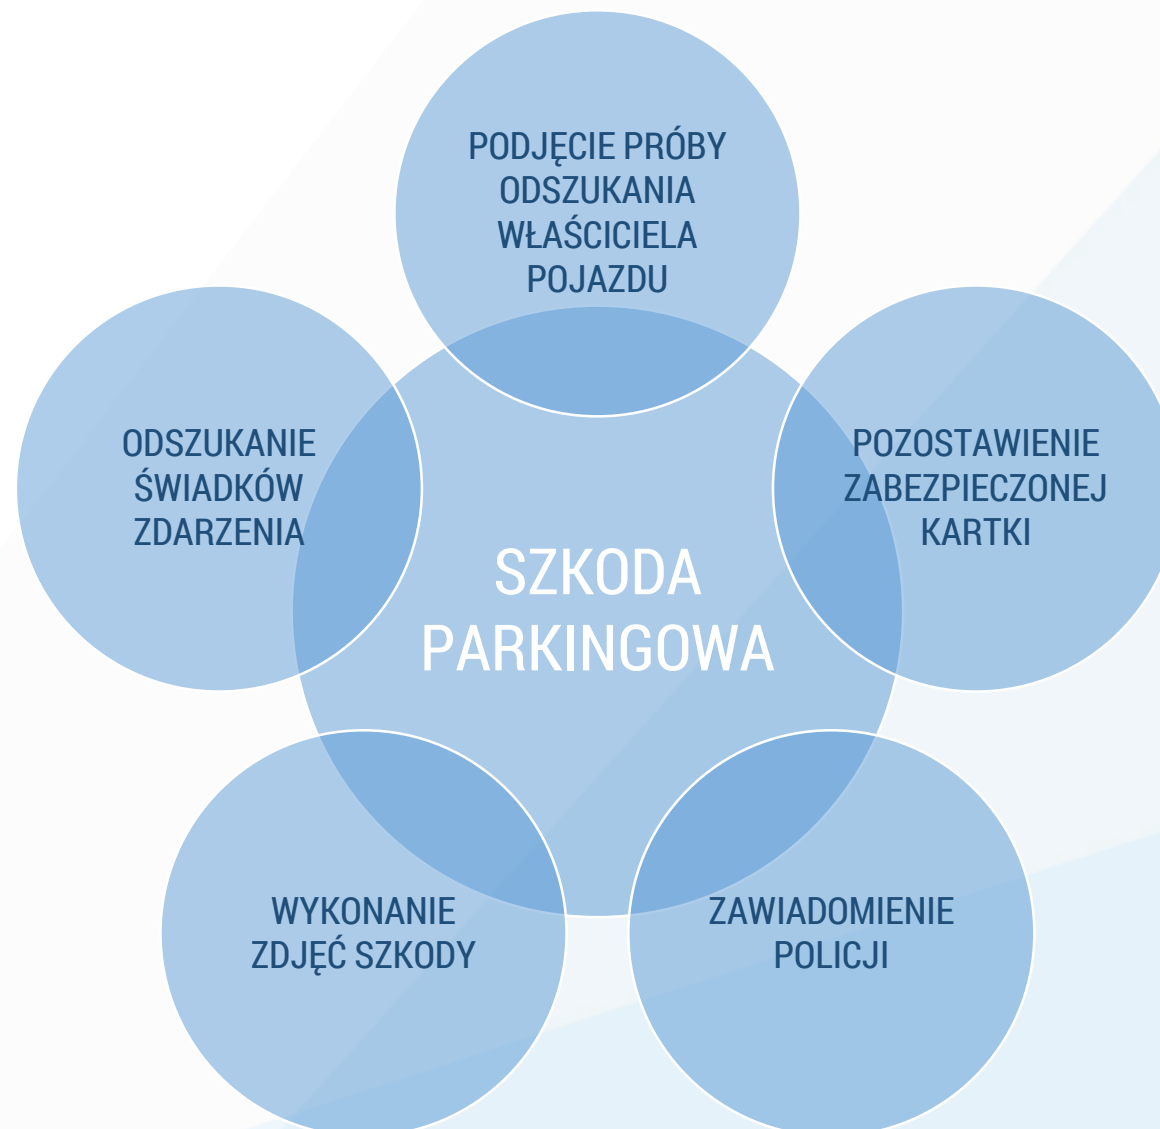 PODJĘCIE PRÓBY
ODSZUKANIA
WŁAŚCICIELA
POJAZDU
POZOSTAWIENIE
ZABEZPIECZONEJ
KARTKI
ZAWIADOMIENIE
POLICJI
WYKONANIE
ZDJĘĆ SZKODY
ODSZUKANIE
ŚWIADKÓW
ZDARZENIA
SZKODA
PARKINGOWA